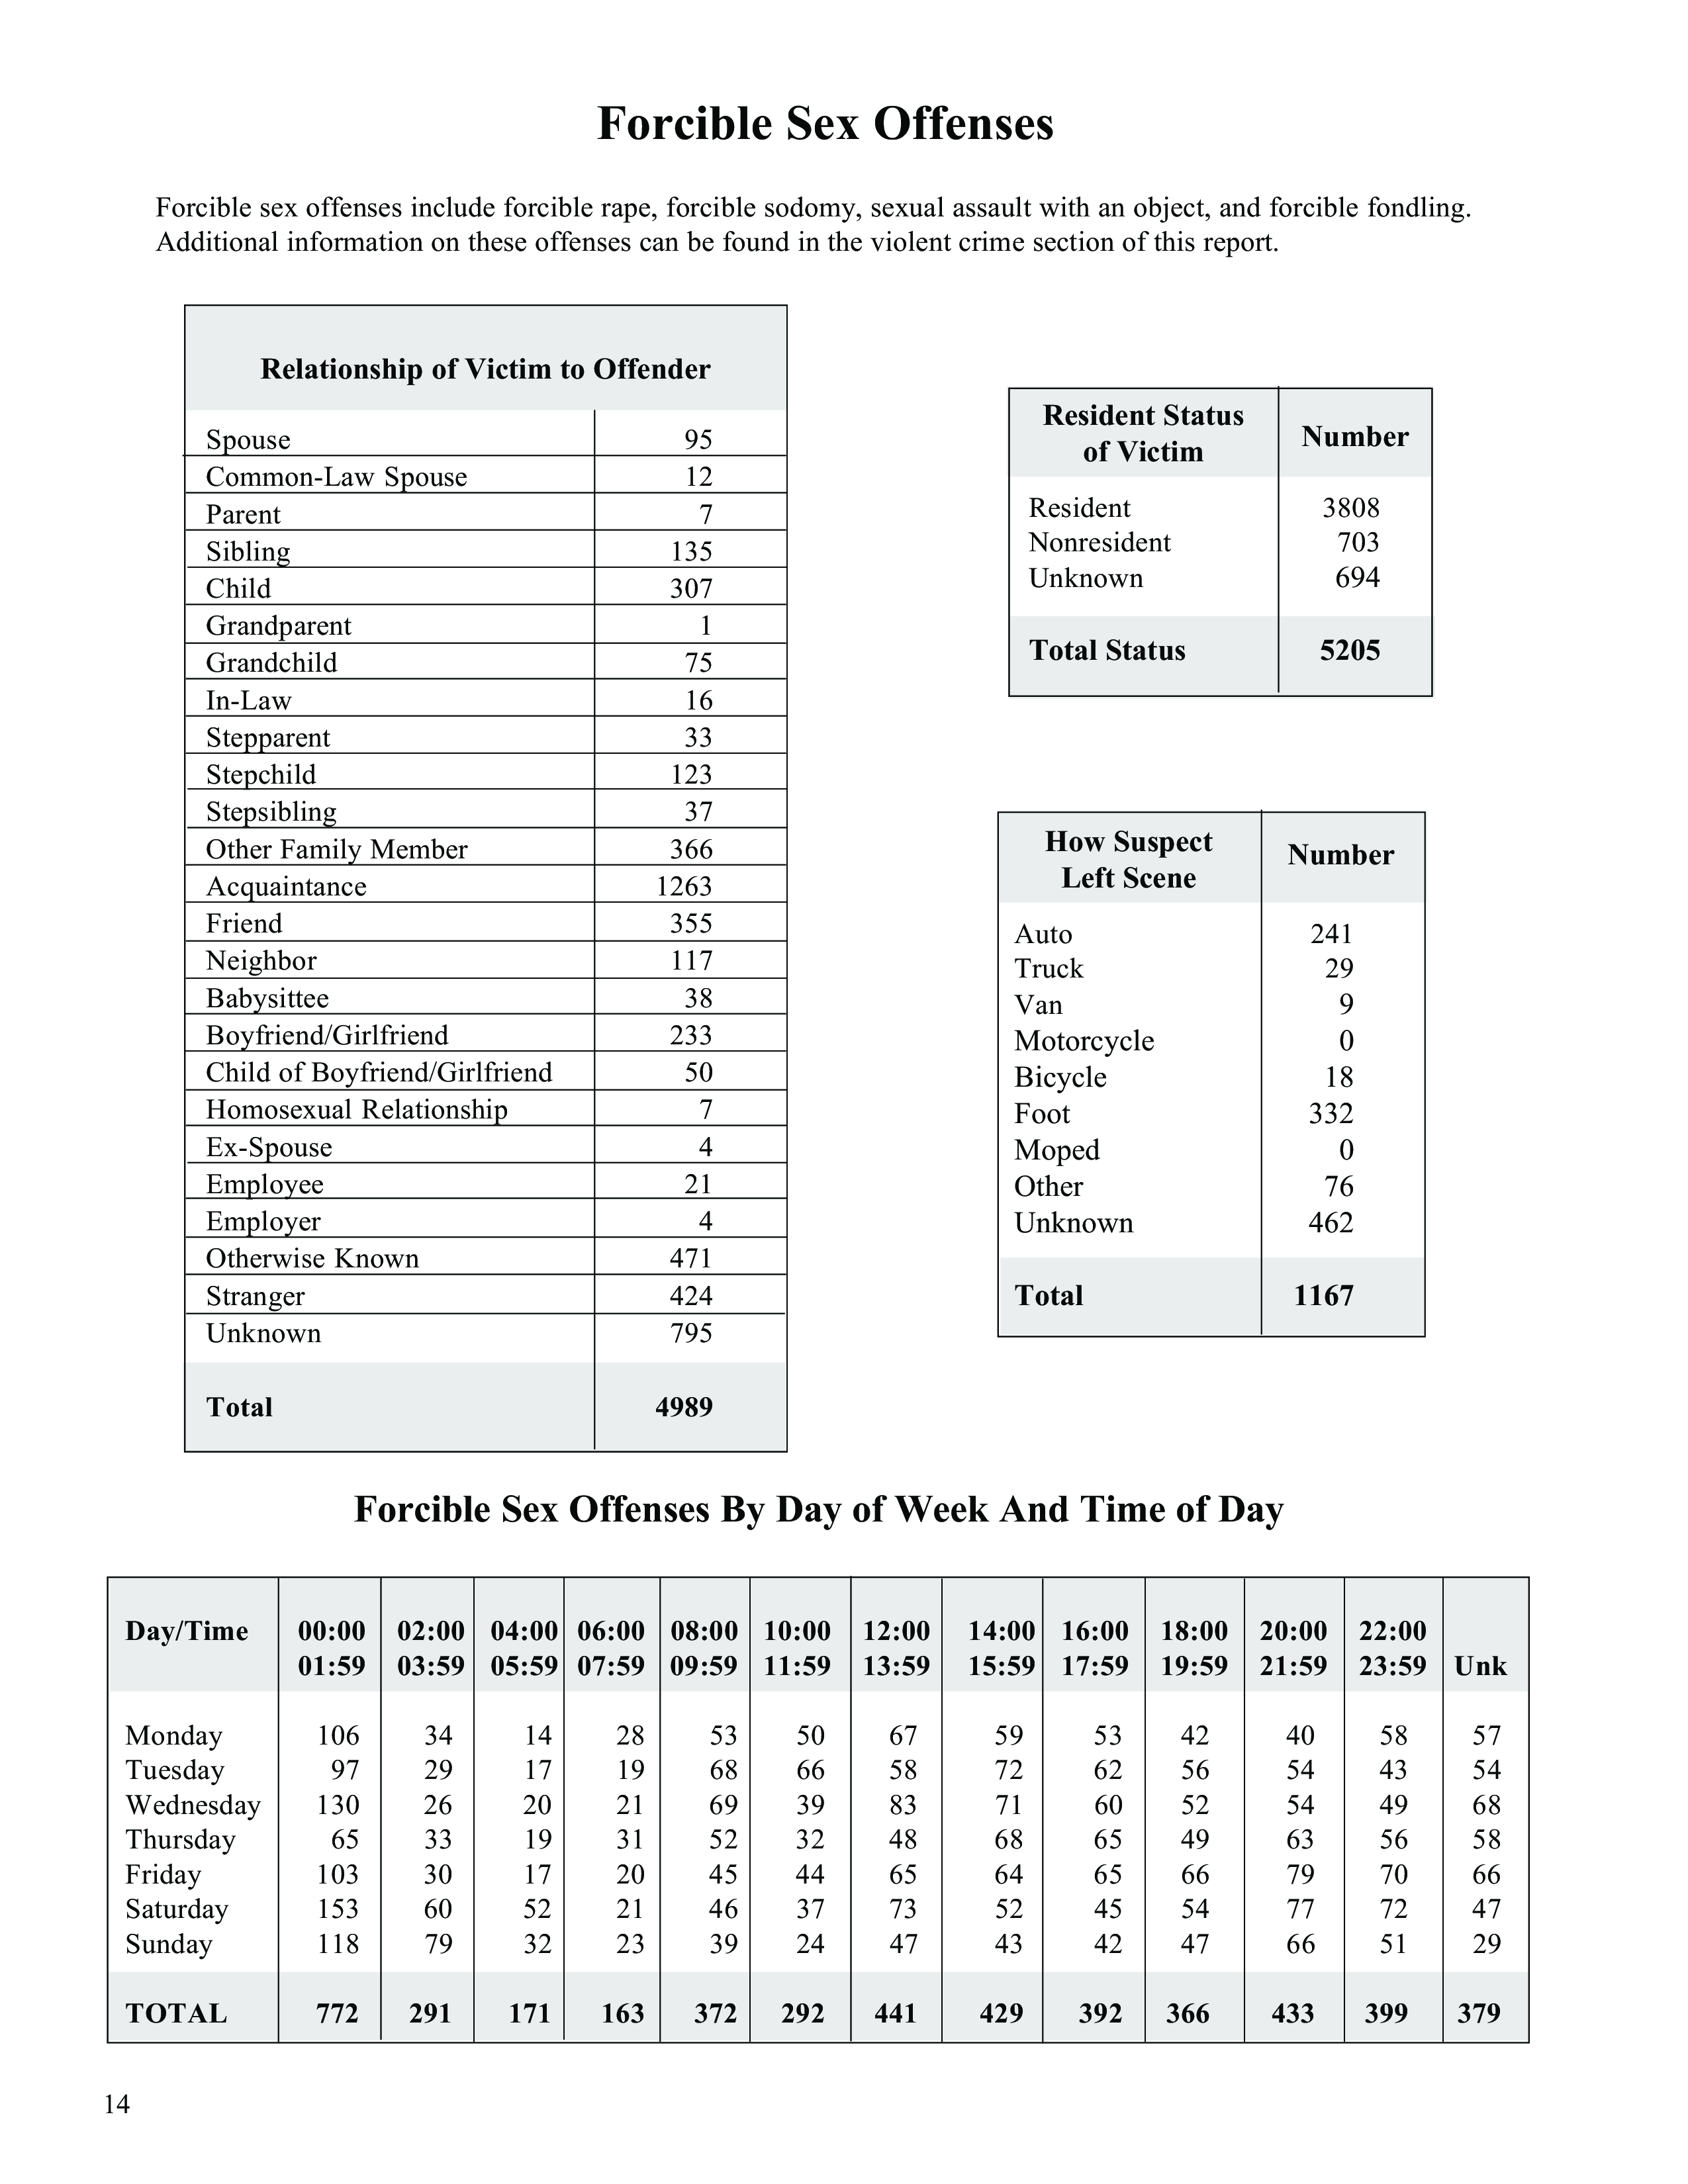 Forcible Sex Offenses
Forcible sex offenses include forcible rape, forcible sodomy, sexual assault with an object, and forcible fondling.
Additional information on these offenses can be found in the violent crime section of this report.
Relationship of Victim to Offender
Spouse 95
Common-Law Spouse 12
Parent 7
Sibling 135
Child 307
Grandparent 1
Grandchild 75
In-Law 16
Stepparent 33
Stepchild 123
Stepsibling 37
Other Family Member 366
Acquaintance 1263
Friend 355
Neighbor 117
Babysittee 38
Boyfriend/Girlfriend 233
Child of Boyfriend/Girlfriend 50
Homosexual Relationship 7
Ex-Spouse 4
Employee 21
Employer 4
Otherwise Known 471
Stranger 424
Unknown 795
Total 4989
Resident Status
of Victim
Number
Resident 3808
Nonresident 703
Unknown 694
Total Status 5205
How Suspect
Left Scene
Number
Auto 241
Truck 29
Van 9
Motorcycle 0
Bicycle 18
Foot 332
Moped 0
Other 76
Unknown 462
Total 1167
Forcible Sex Offenses By Day of Week And Time of Day
Day/Time 00:00 02:00 04:00 06:00 08:00 10:00 12:00 14:00 16:00 18:00 20:00 22:00
01:59 03:59 05:59 07:59 09:59 11:59 13:59 15:59 17:59 19:59 21:59 23:59 Unk
Monday 106 34 14 28 53 50 67 59 53 42 40 58 57
Tuesday 97 29 17 19 68 66 58 72 62 56 54 43 54
Wednesday 130 26 20 21 69 39 83 71 60 52 54 49 68
Thursday 65 33 19 31 52 32 48 68 65 49 63 56 58
Friday 103 30 17 20 45 44 65 64 65 66 79 70 66
Saturday 153 60 52 21 46 37 73 52 45 54 77 72 47
Sunday 118 79 32 23 39 24 47 43 42 47 66 51 29
TOTAL 772 291 171 163 372 292 441 429 392 366 433 399 379
14